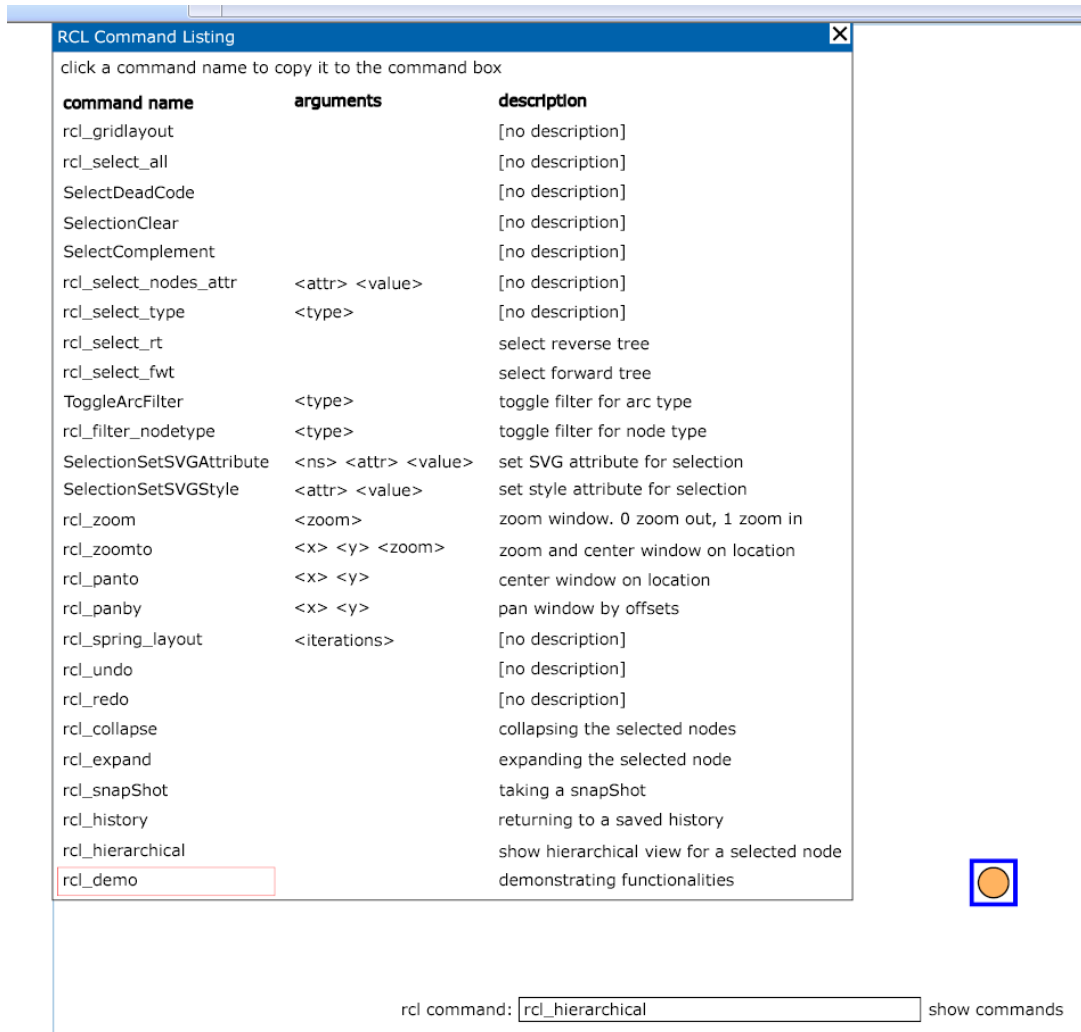 RCL Command Listing
click a command name to copy it to the command box
command name arguments description
rcl_gridlayout [no description]
rcl_select_all [no description]
SelectDeadCode [no description]
SelectionClear [no description]
SelectComplement [no description]
rcl_select_nodes_attr <attr> <value> [no description]
rcl_select_type <type> [no description]
rcl_select_rt select reverse tree
rcl_select_fwt select forward tree
ToggleArcFilter <type> toggle filter for arc type
rcl_filter_nodetype <type> toggle filter for node type
SelectionSetSVGAttribute <ns> <attr> <value> set SVG attribute for selection
SelectionSetSVGStyle <attr> <value> set style attribute for selection
rcl_zoom <zoom> zoom window. 0 zoom out, 1 zoom in
rcl_zoomto <x> <y> <zoom> zoom and center window on location
rcl_panto <x> <y> center window on location
rcl_panby <x> <y> pan window by offsets
rcl_spring_layout <iterations> [no description]
rcl_undo [no description]
rcl_redo [no description]
rcl_collapse collapsing the selected nodes
rcl_expand expanding the selected node
rcl_snapShot taking a snapShot
rcl_history returning to a saved history
rcl_hierarchical show hierarchical view for a selected node
rcl_demo demonstrating functionalities
rcl command: rcl_hierarchical show commands